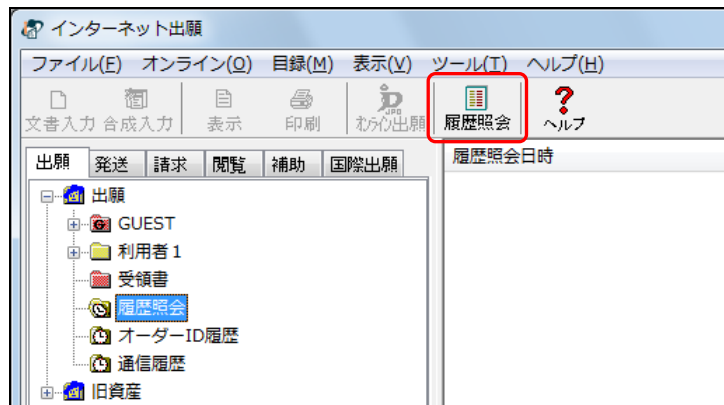 インターネット出願
ファイル(F) オンライン(O) 目録(M) 表示(V) ツール(T) ヘルプ(H)
文書入力 合成入力 表示 印刷 オンライン出願 履歴照会 ヘルプ
出願 発送 請求 閲覧 補助 国際出願
履歴照会日時
出願
GUEST
利用者1
受領書
履歴照会
オーダーID履歴
通信履歴
旧資産